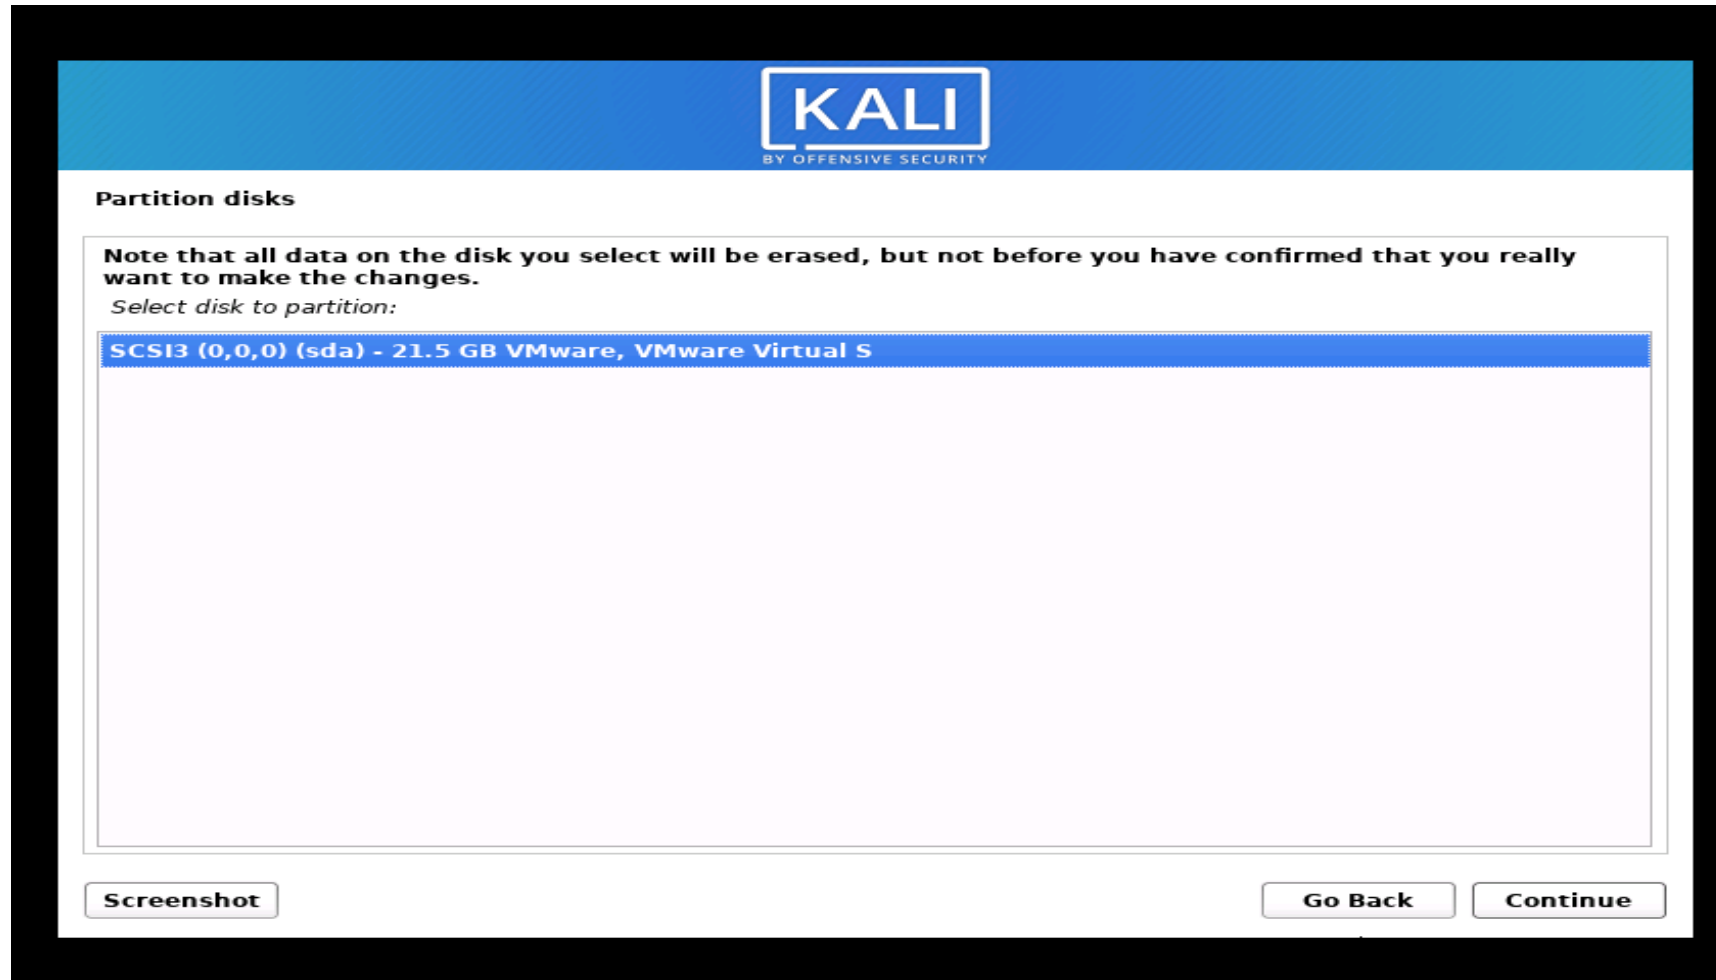 KALI
BY OFFENSIVE SECURITY
Partition disks
Note that all data on the disk you select will be erased, but not before you have confirmed that you really
want to make the changes.
Select disk to partition:
SCSI3 (0,0,0) (sda) - 21.5 GB VMware, VMware Virtual S
Screenshot
Go Back
Continue